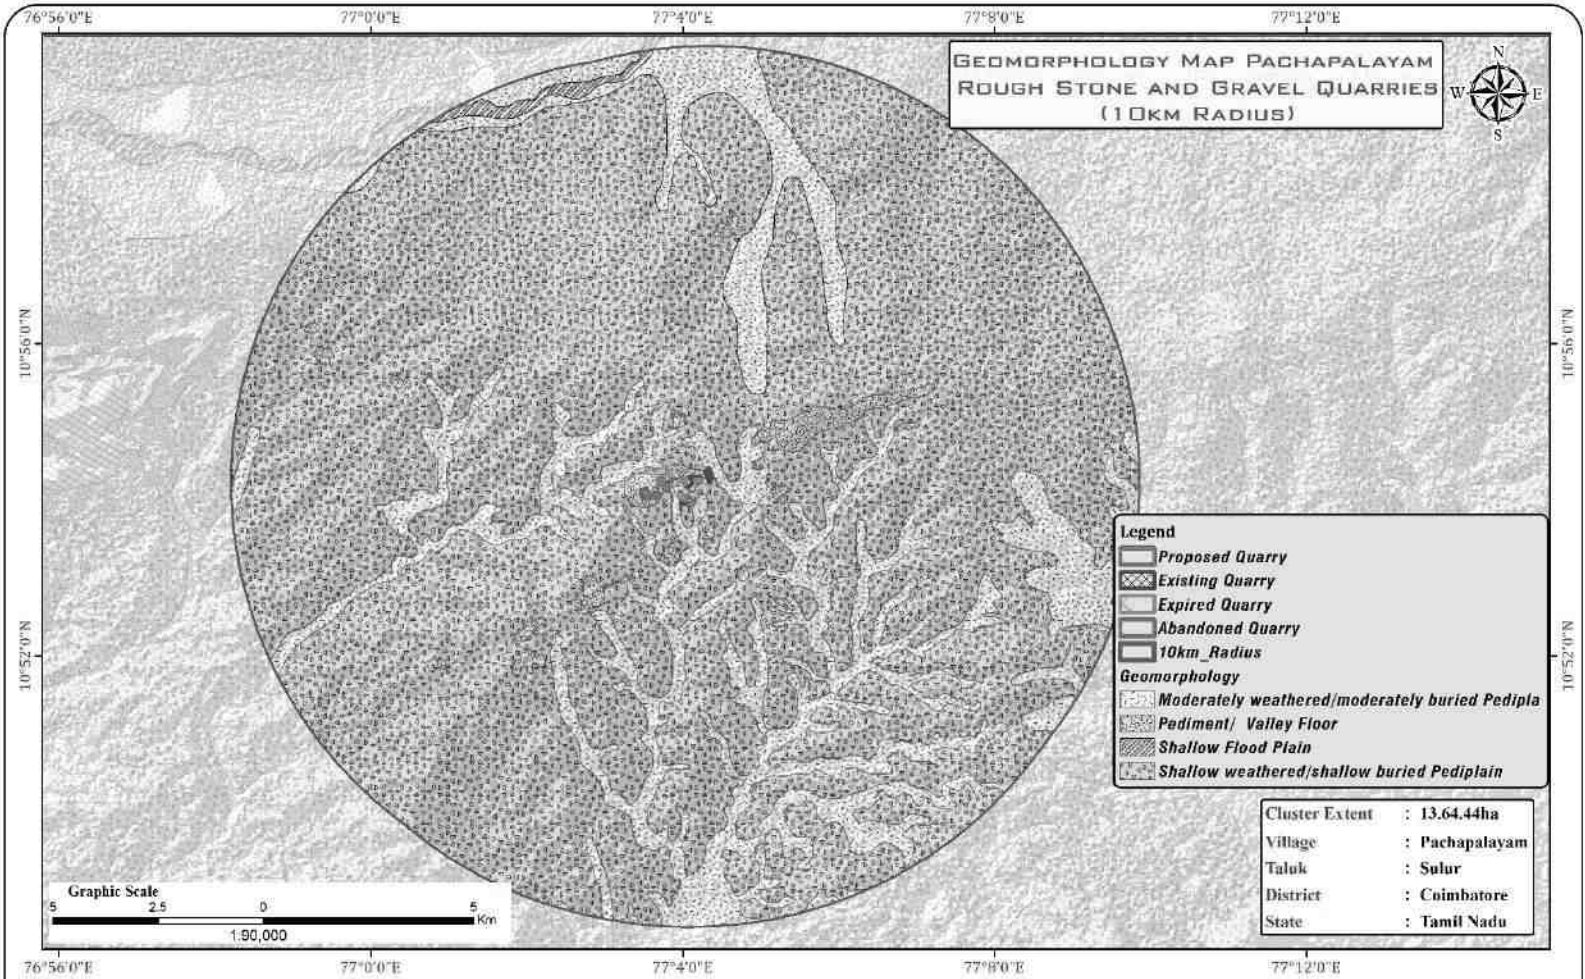 76°56'0"E 77°0'0"E 77°4'0"E 77°8'0"E 77°12'0"E
GEOMORPHOLOGY MAP PACHAPALAYAM
ROUGH STONE AND GRAVEL QUARRIES
(10KM RADIUS)
N
W E
S
10°56'0"N 10°56'0"N
10°52'0"N 10°52'0"N
Legend
Proposed Quarry
Existing Quarry
Expired Quarry
Abandoned Quarry
10km_Radius
Geomorphology
Moderately weathered/moderately buried Pedipla
Pediment/ Valley Floor
Shallow Flood Plain
Shallow weathered/shallow buried Pediplain
Cluster Extent : 13.64.44ha
Village : Pachapalayam
Taluk : Sulur
District : Coimbatore
State : Tamil Nadu
Graphic Scale
5 2.5 0 5
Km
1:90,000
76°56'0"E 77°0'0"E 77°4'0"E 77°8'0"E 77°12'0"E